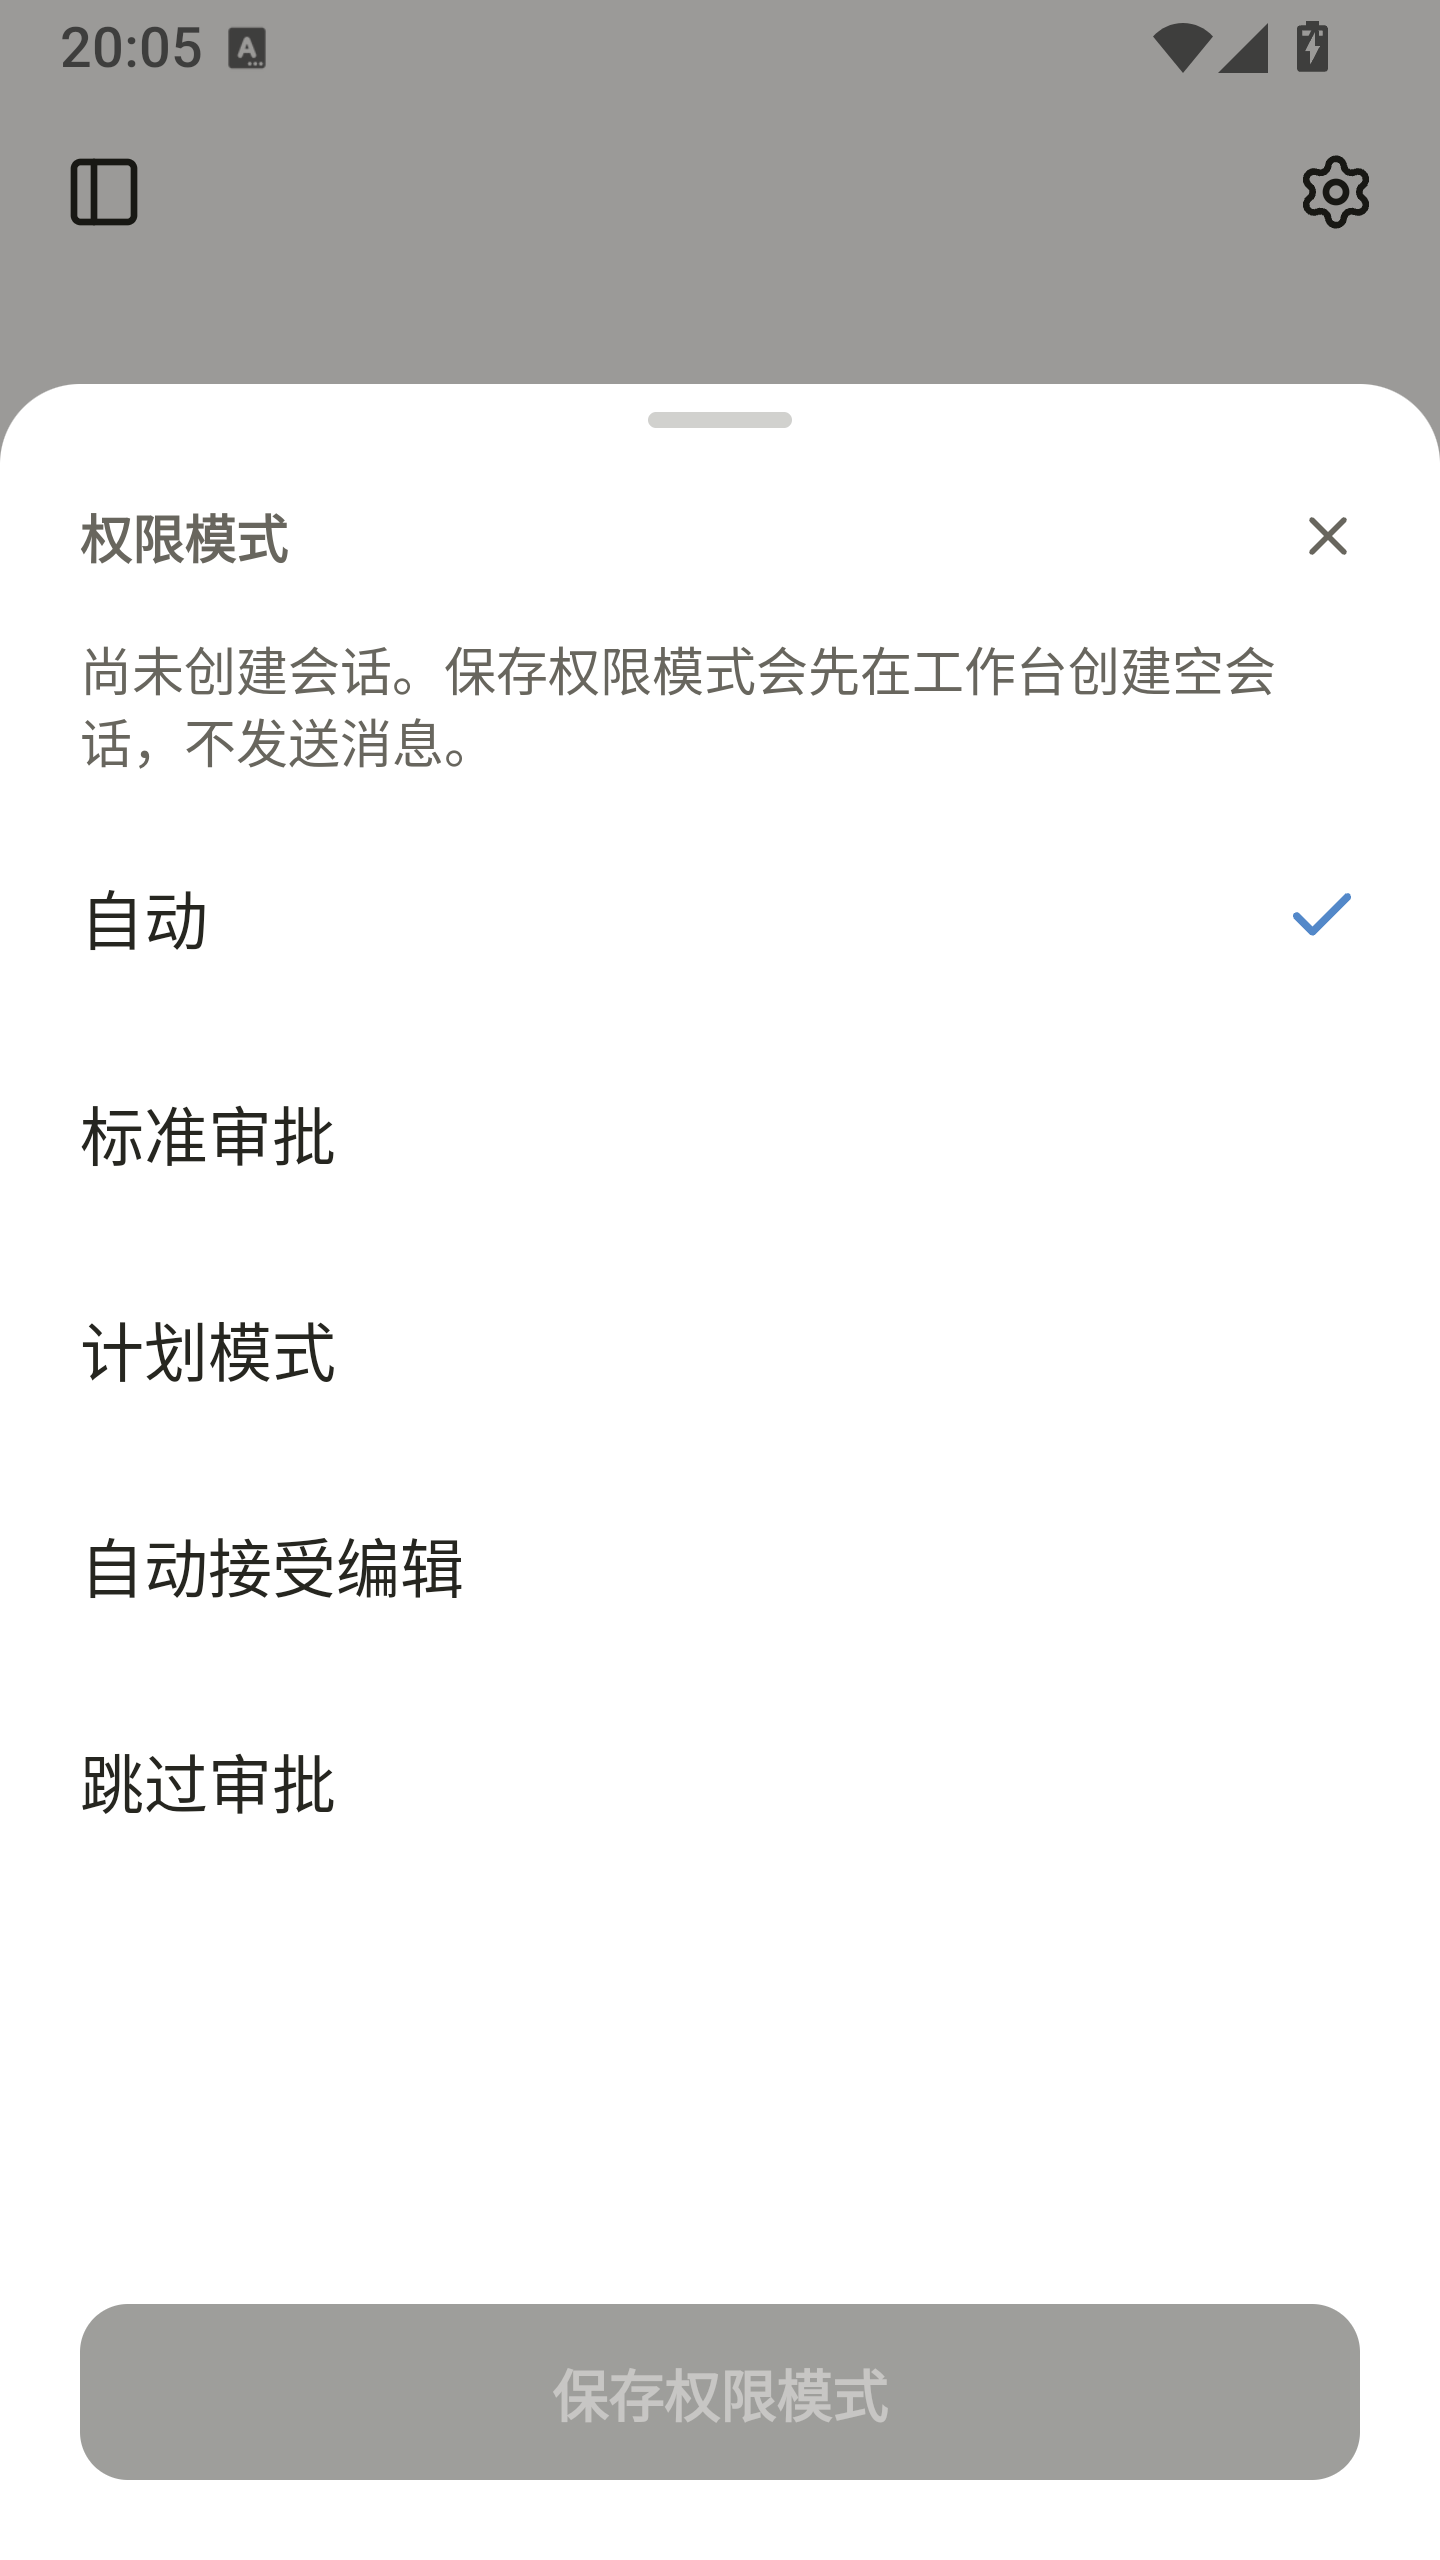 20:05
权限模式
尚未创建会话。保存权限模式会先在工作台创建空会
话，不发送消息。
自动
标准审批
计划模式
自动接受编辑
跳过审批
保存权限模式